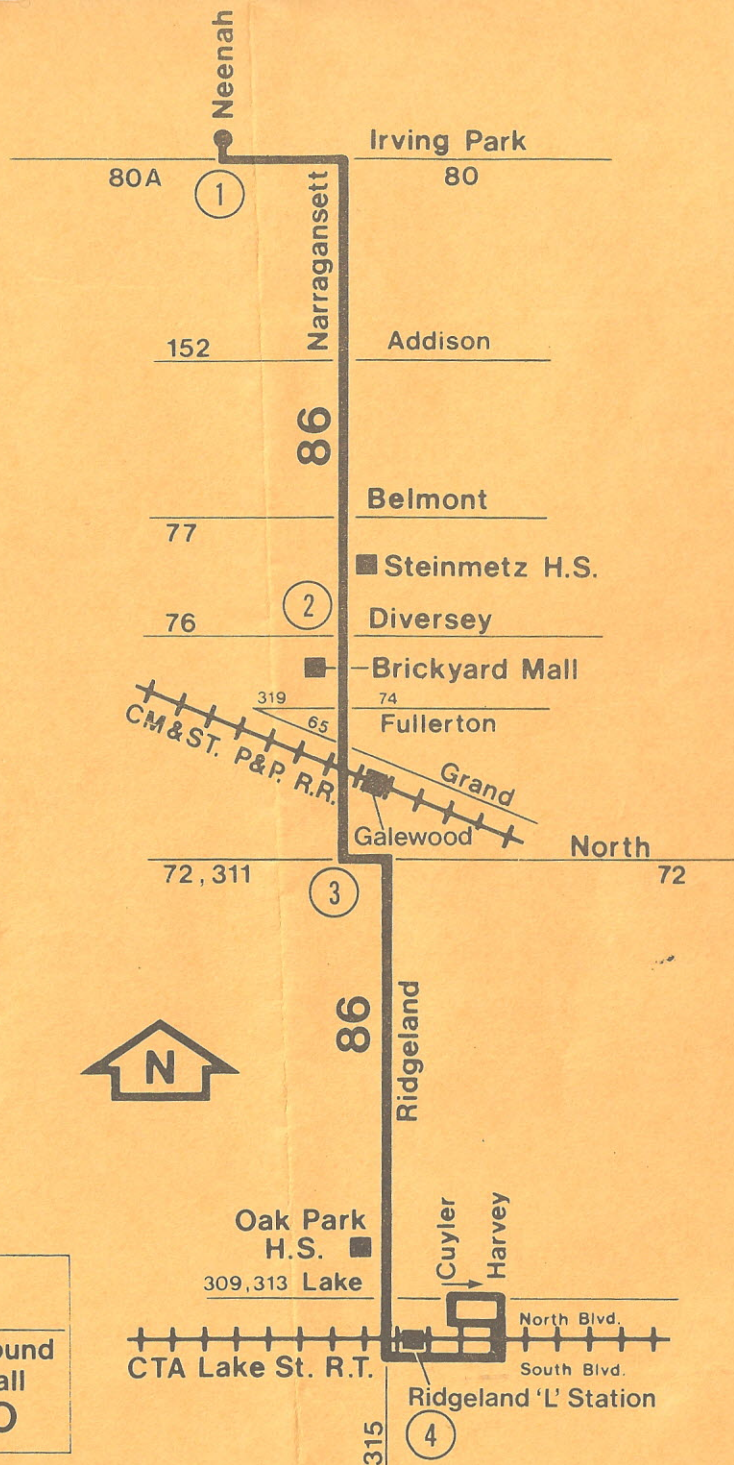 Neenah
Irving Park
80A
80
1
Narragansett
152
Addison
86
Belmont
77
Steinmetz H.S.
2
76
Diversey
Brickyard Mall
319
74
65
Fullerton
CM&ST. P&P. R.R.
Grand
Galewood
North
72,311
72
3
86
Ridgeland
N
Oak Park
H.S.
Cuyler
Harvey
309,313 Lake
North Blvd.
ound
CTA Lake St. R.T.
South Blvd.
all
Ridgeland 'L' Station
315
4